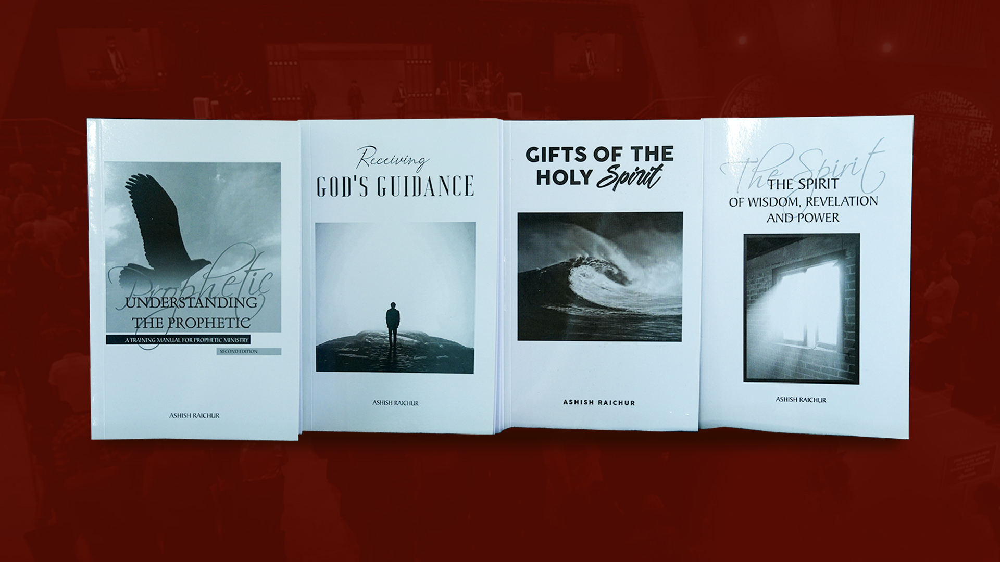 Prophetic
UNDERSTANDING
THE PROPHETIC
A TRAINING MANUAL FOR PROPHETIC MINISTRY
SECOND EDITION
ASHISH RAICHUR
Receiving
GOD'S GUIDANCE
ASHISH RAICHUR
GIFTS OF THE
HOLY Spirit
ASHISH RAICHUR
The Spirit
THE SPIRIT
OF WISDOM, REVELATION
AND POWER
ASHISH RAICHUR